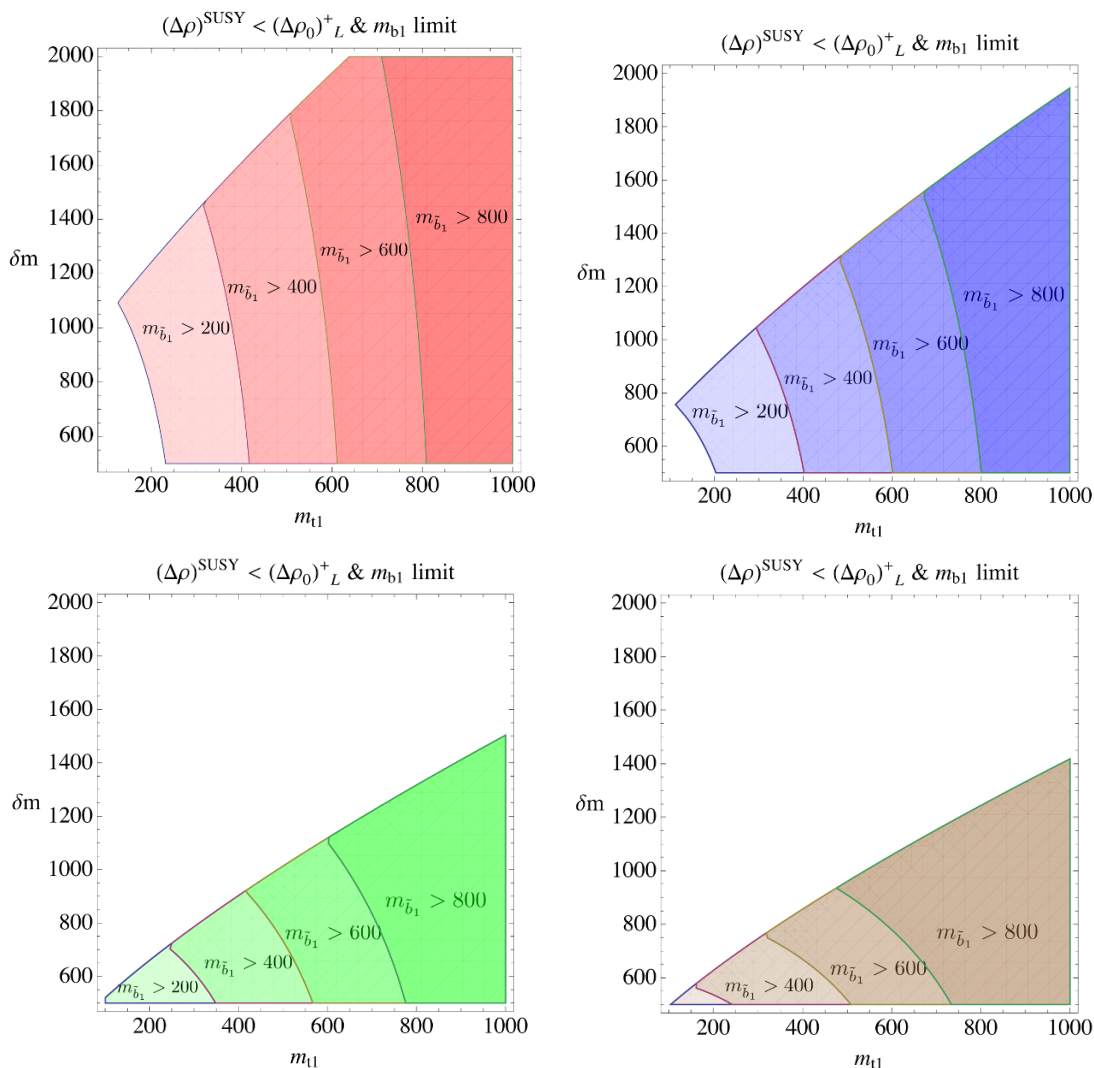 (Δρ)^SUSY < (Δρ₀)⁺_L & m_b1 limit
2000
1800
1600
1400
δm
1200
1000
800
600
m_b̃₁ > 200
m_b̃₁ > 400
m_b̃₁ > 600
m_b̃₁ > 800
200 400 600 800 1000
m_t1
(Δρ)^SUSY < (Δρ₀)⁺_L & m_b1 limit
2000
1800
1600
1400
1200
δm
1000
800
600
m_b̃₁ > 200
m_b̃₁ > 400
m_b̃₁ > 600
m_b̃₁ > 800
200 400 600 800 1000
m_t1
(Δρ)^SUSY < (Δρ₀)⁺_L & m_b1 limit
2000
1800
1600
1400
δm
1200
1000
800
600
m_b̃₁ > 200
m_b̃₁ > 400
m_b̃₁ > 600
m_b̃₁ > 800
200 400 600 800 1000
m_t1
(Δρ)^SUSY < (Δρ₀)⁺_L & m_b1 limit
2000
1800
1600
1400
δm
1200
1000
800
600
m_b̃₁ > 400
m_b̃₁ > 600
m_b̃₁ > 800
200 400 600 800 1000
m_t1